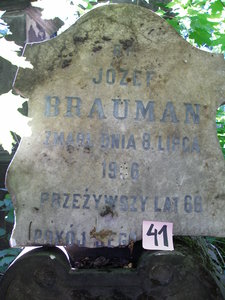 JÓZEF
BRAUMAN
ZMARŁ DNIA 8. LIPCA
PRZEŻYWSZY LAT 66
41